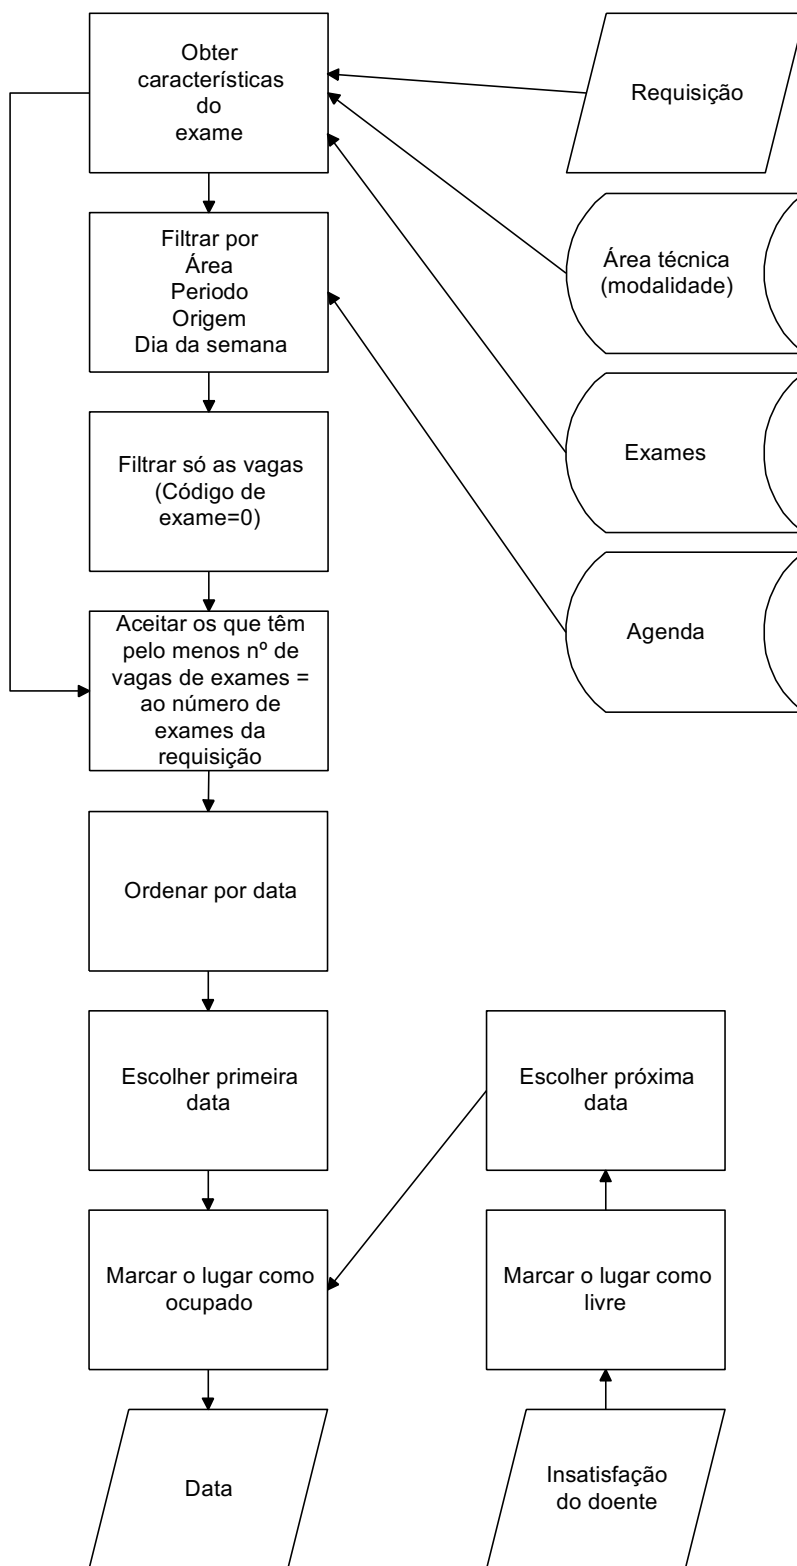 Obter
características
do
exame
Requisição
Filtrar por
Área
Periodo
Origem
Dia da semana
Área técnica
(modalidade)
Filtrar só as vagas
(Código de
exame=0)
Exames
Aceitar os que têm
pelo menos nº de
vagas de exames =
ao número de
exames da
requisição
Agenda
Ordenar por data
Escolher primeira
data
Escolher próxima
data
Marcar o lugar como
ocupado
Marcar o lugar como
livre
Data
Insatisfação
do doente